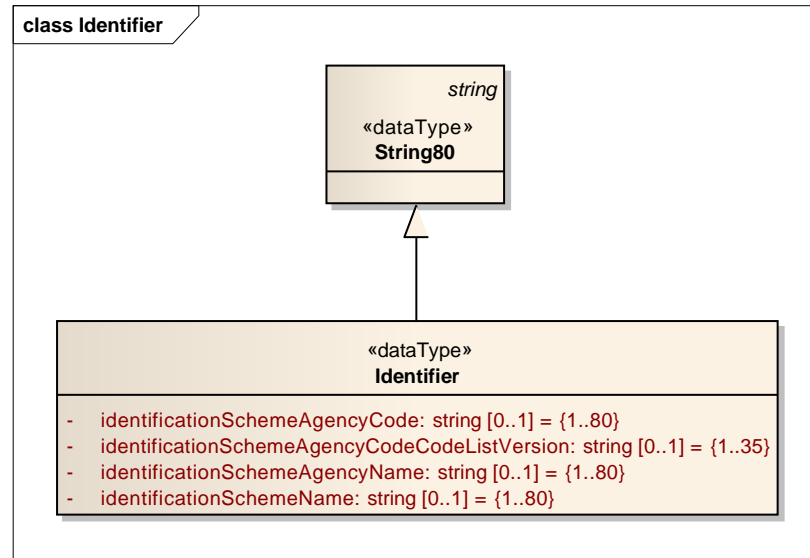 class Identifier
string
«dataType»
String80
«dataType»
Identifier
- identificationSchemeAgencyCode: string [0..1] = {1..80}
- identificationSchemeAgencyCodeCodeListVersion: string [0..1] = {1..35}
- identificationSchemeAgencyName: string [0..1] = {1..80}
- identificationSchemeName: string [0..1] = {1..80}